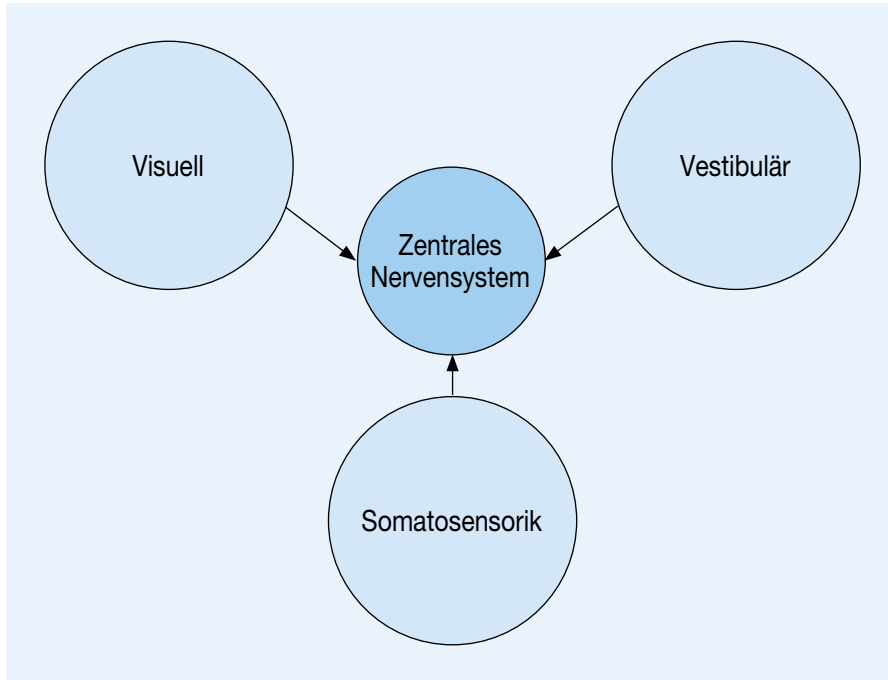 Visuell
Vestibulär
Zentrales
Nervensystem
Somatosensorik